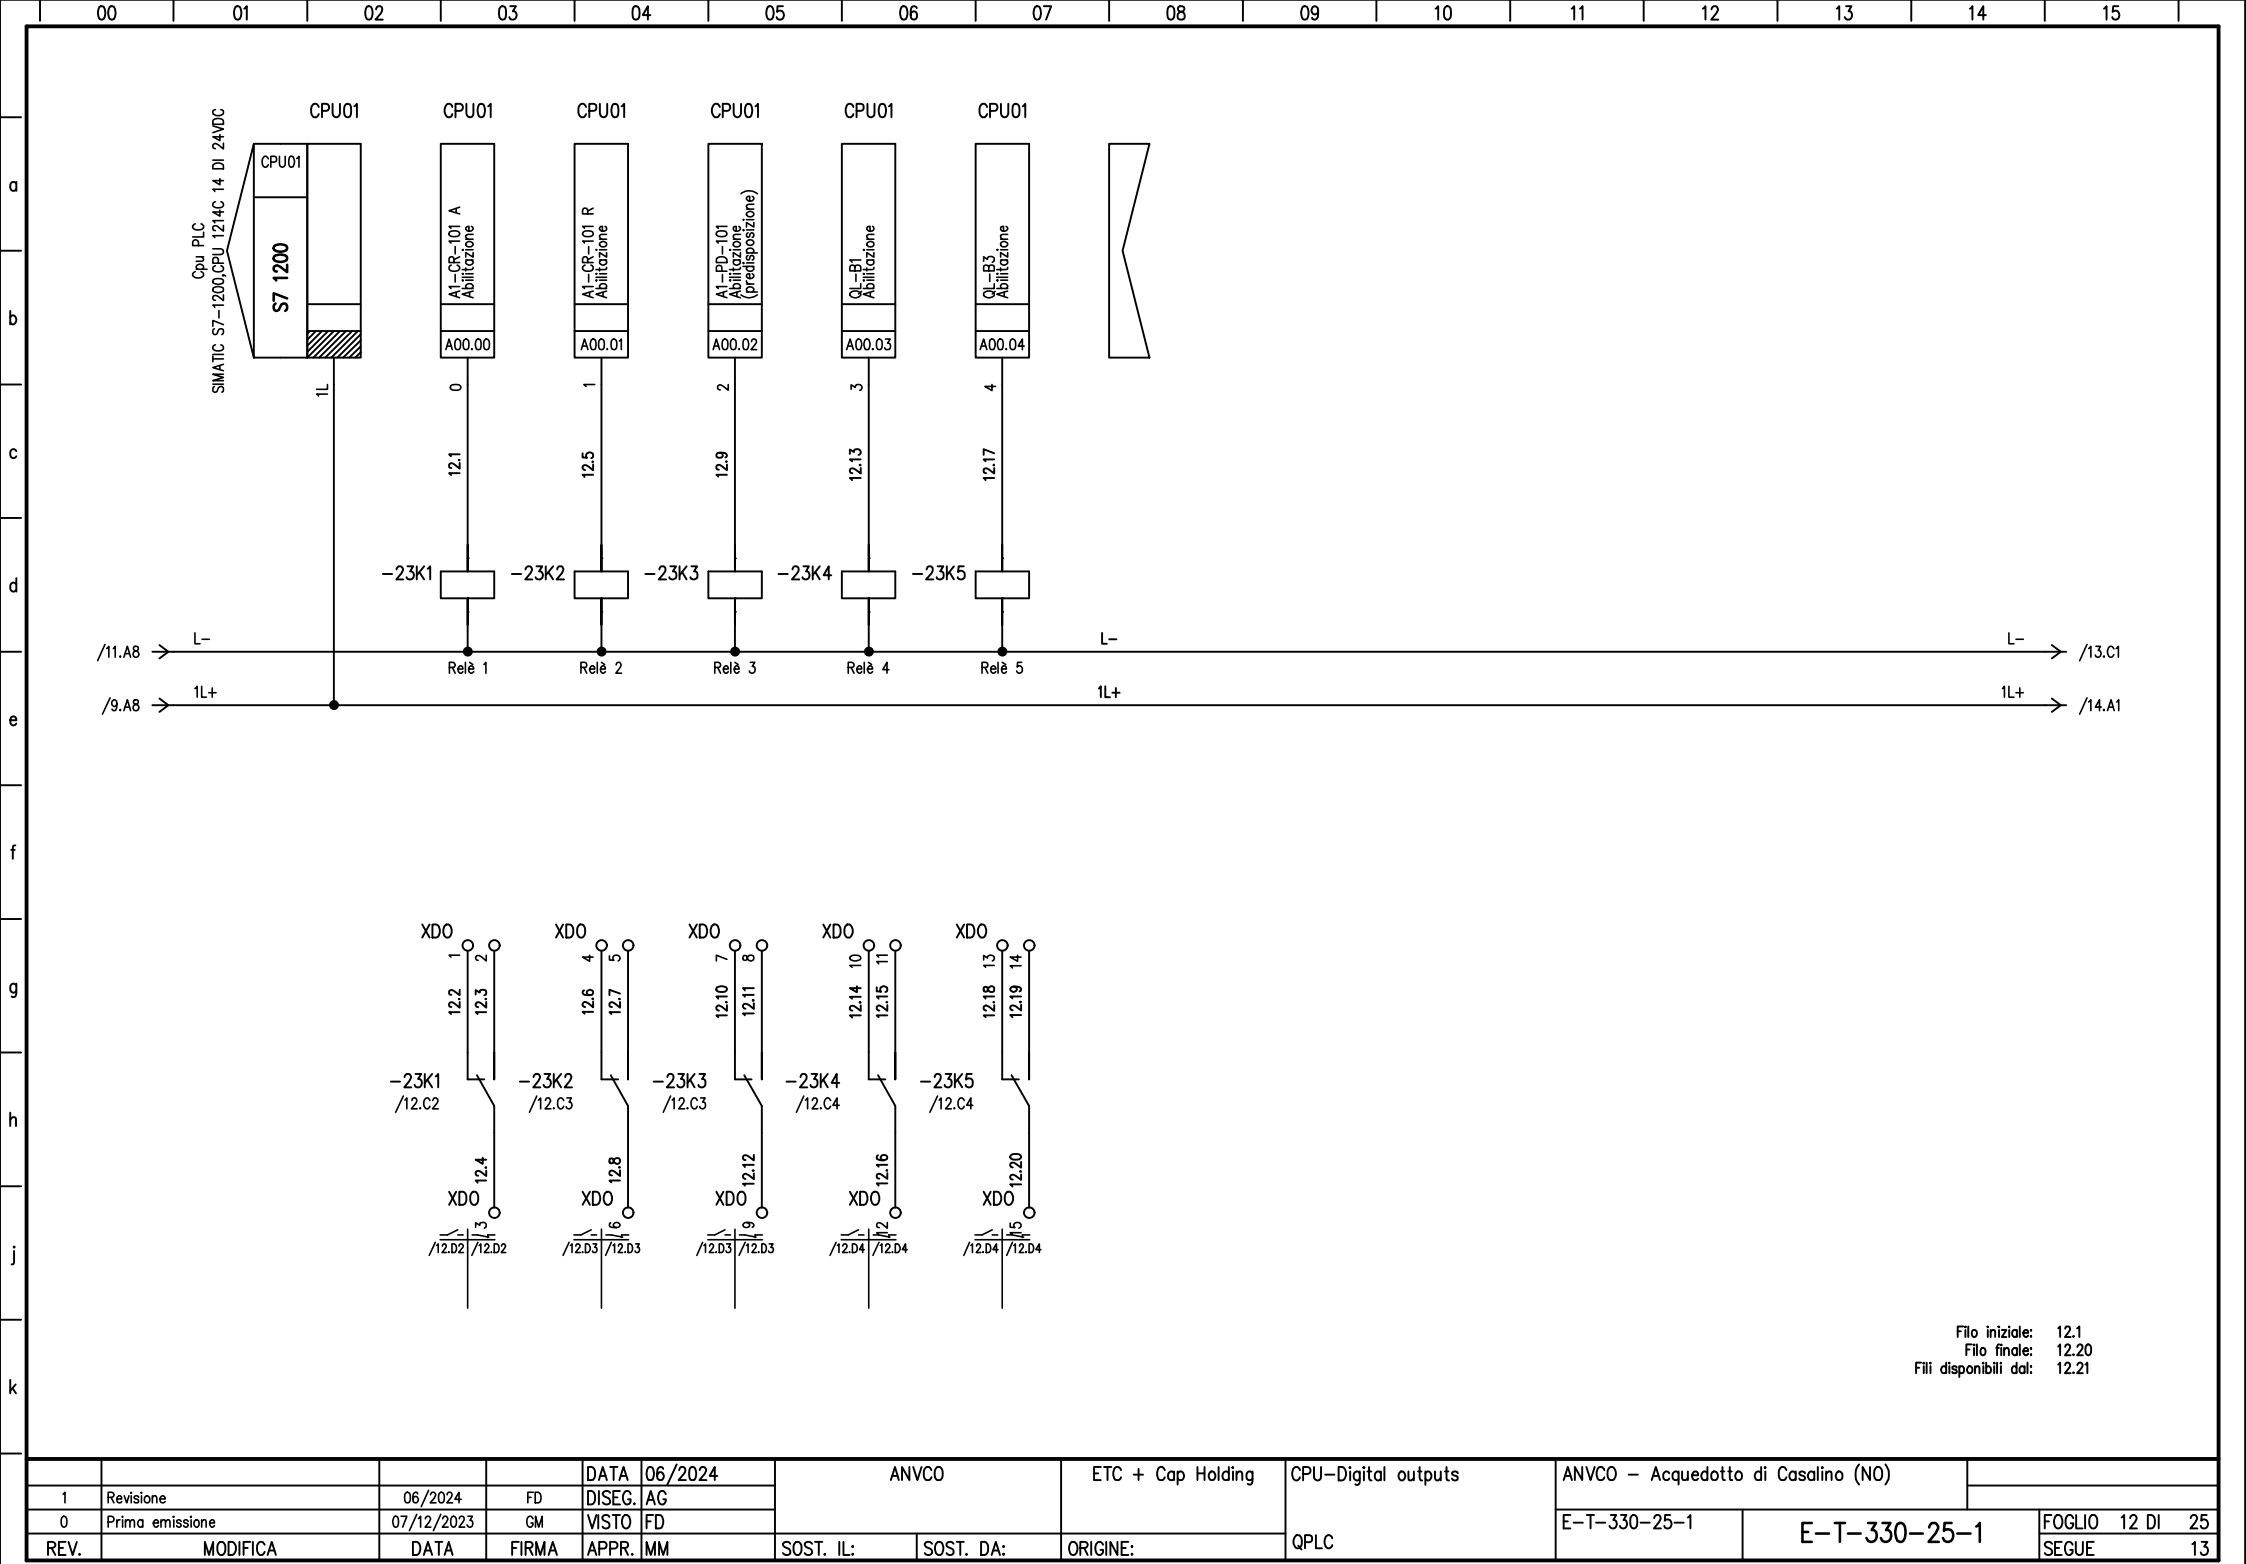 00 01 02 03 04 05 06 07 08 09 10 11 12 13 14 15
a
b
c
d
e
f
g
h
j
k
Cpu PLC
SIMATIC S7-1200,CPU 1214C 14 DI 24VDC
CPU01 CPU01 CPU01 CPU01 CPU01 CPU01
CPU01
S7 1200
A1-CR-101 A
Abilitazione
A1-CR-101 R
Abilitazione
A1-PD-101
Abilitazione
(predisposizione)
QL-B1
Abilitazione
QL-B3
Abilitazione
A00.00 A00.01 A00.02 A00.03 A00.04
1L 0 1 2 3 4
12.1 12.5 12.9 12.13 12.17
-23K1 -23K2 -23K3 -23K4 -23K5
L- L- L-
/11.A8 /13.C1
Relè 1 Relè 2 Relè 3 Relè 4 Relè 5
1L+ 1L+ 1L+
/9.A8 /14.A1
XDO XDO XDO XDO XDO
1 2 4 5 7 8 10 11 13 14
12.2 12.3 12.6 12.7 12.10 12.11 12.14 12.15 12.18 12.19
-23K1 -23K2 -23K3 -23K4 -23K5
/12.C2 /12.C3 /12.C3 /12.C4 /12.C4
12.4 12.8 12.12 12.16 12.20
XDO XDO XDO XDO XDO
3 6 9 12 15
/12.D2 /12.D2 /12.D3 /12.D3 /12.D3 /12.D3 /12.D4 /12.D4 /12.D4 /12.D4
Filo iniziale: 12.1
Filo finale: 12.20
Fili disponibili dal: 12.21
DATA 06/2024 ANVCO ETC + Cap Holding CPU-Digital outputs ANVCO - Acquedotto di Casalino (NO)
1 Revisione 06/2024 FD DISEG. AG
0 Prima emissione 07/12/2023 GM VISTO FD E-T-330-25-1 E-T-330-25-1 FOGLIO 12 DI 25
REV. MODIFICA DATA FIRMA APPR. MM SOST. IL: SOST. DA: ORIGINE: QPLC SEGUE 13